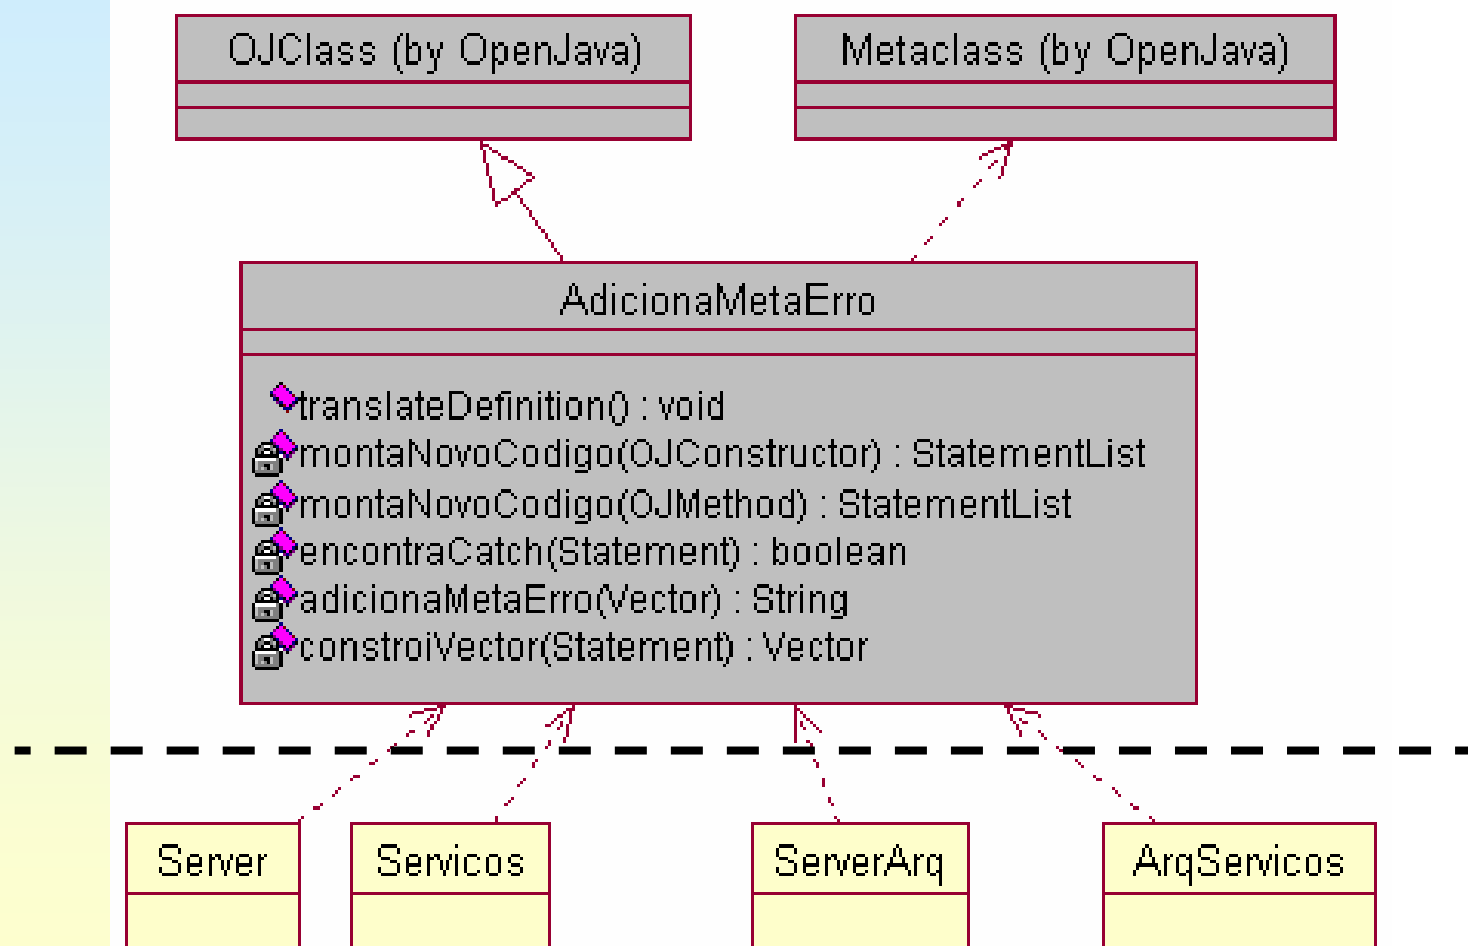 OJClass (by OpenJava)
Metaclass (by OpenJava)
AdicionaMetaErro
translateDefinition() : void
montaNovoCodigo(OJConstructor) : StatementList
montaNovoCodigo(OJMethod) : StatementList
encontraCatch(Statement) : boolean
adicionaMetaErro(Vector) : String
constroiVector(Statement) : Vector
Server
Servicos
ServerArq
ArqServicos